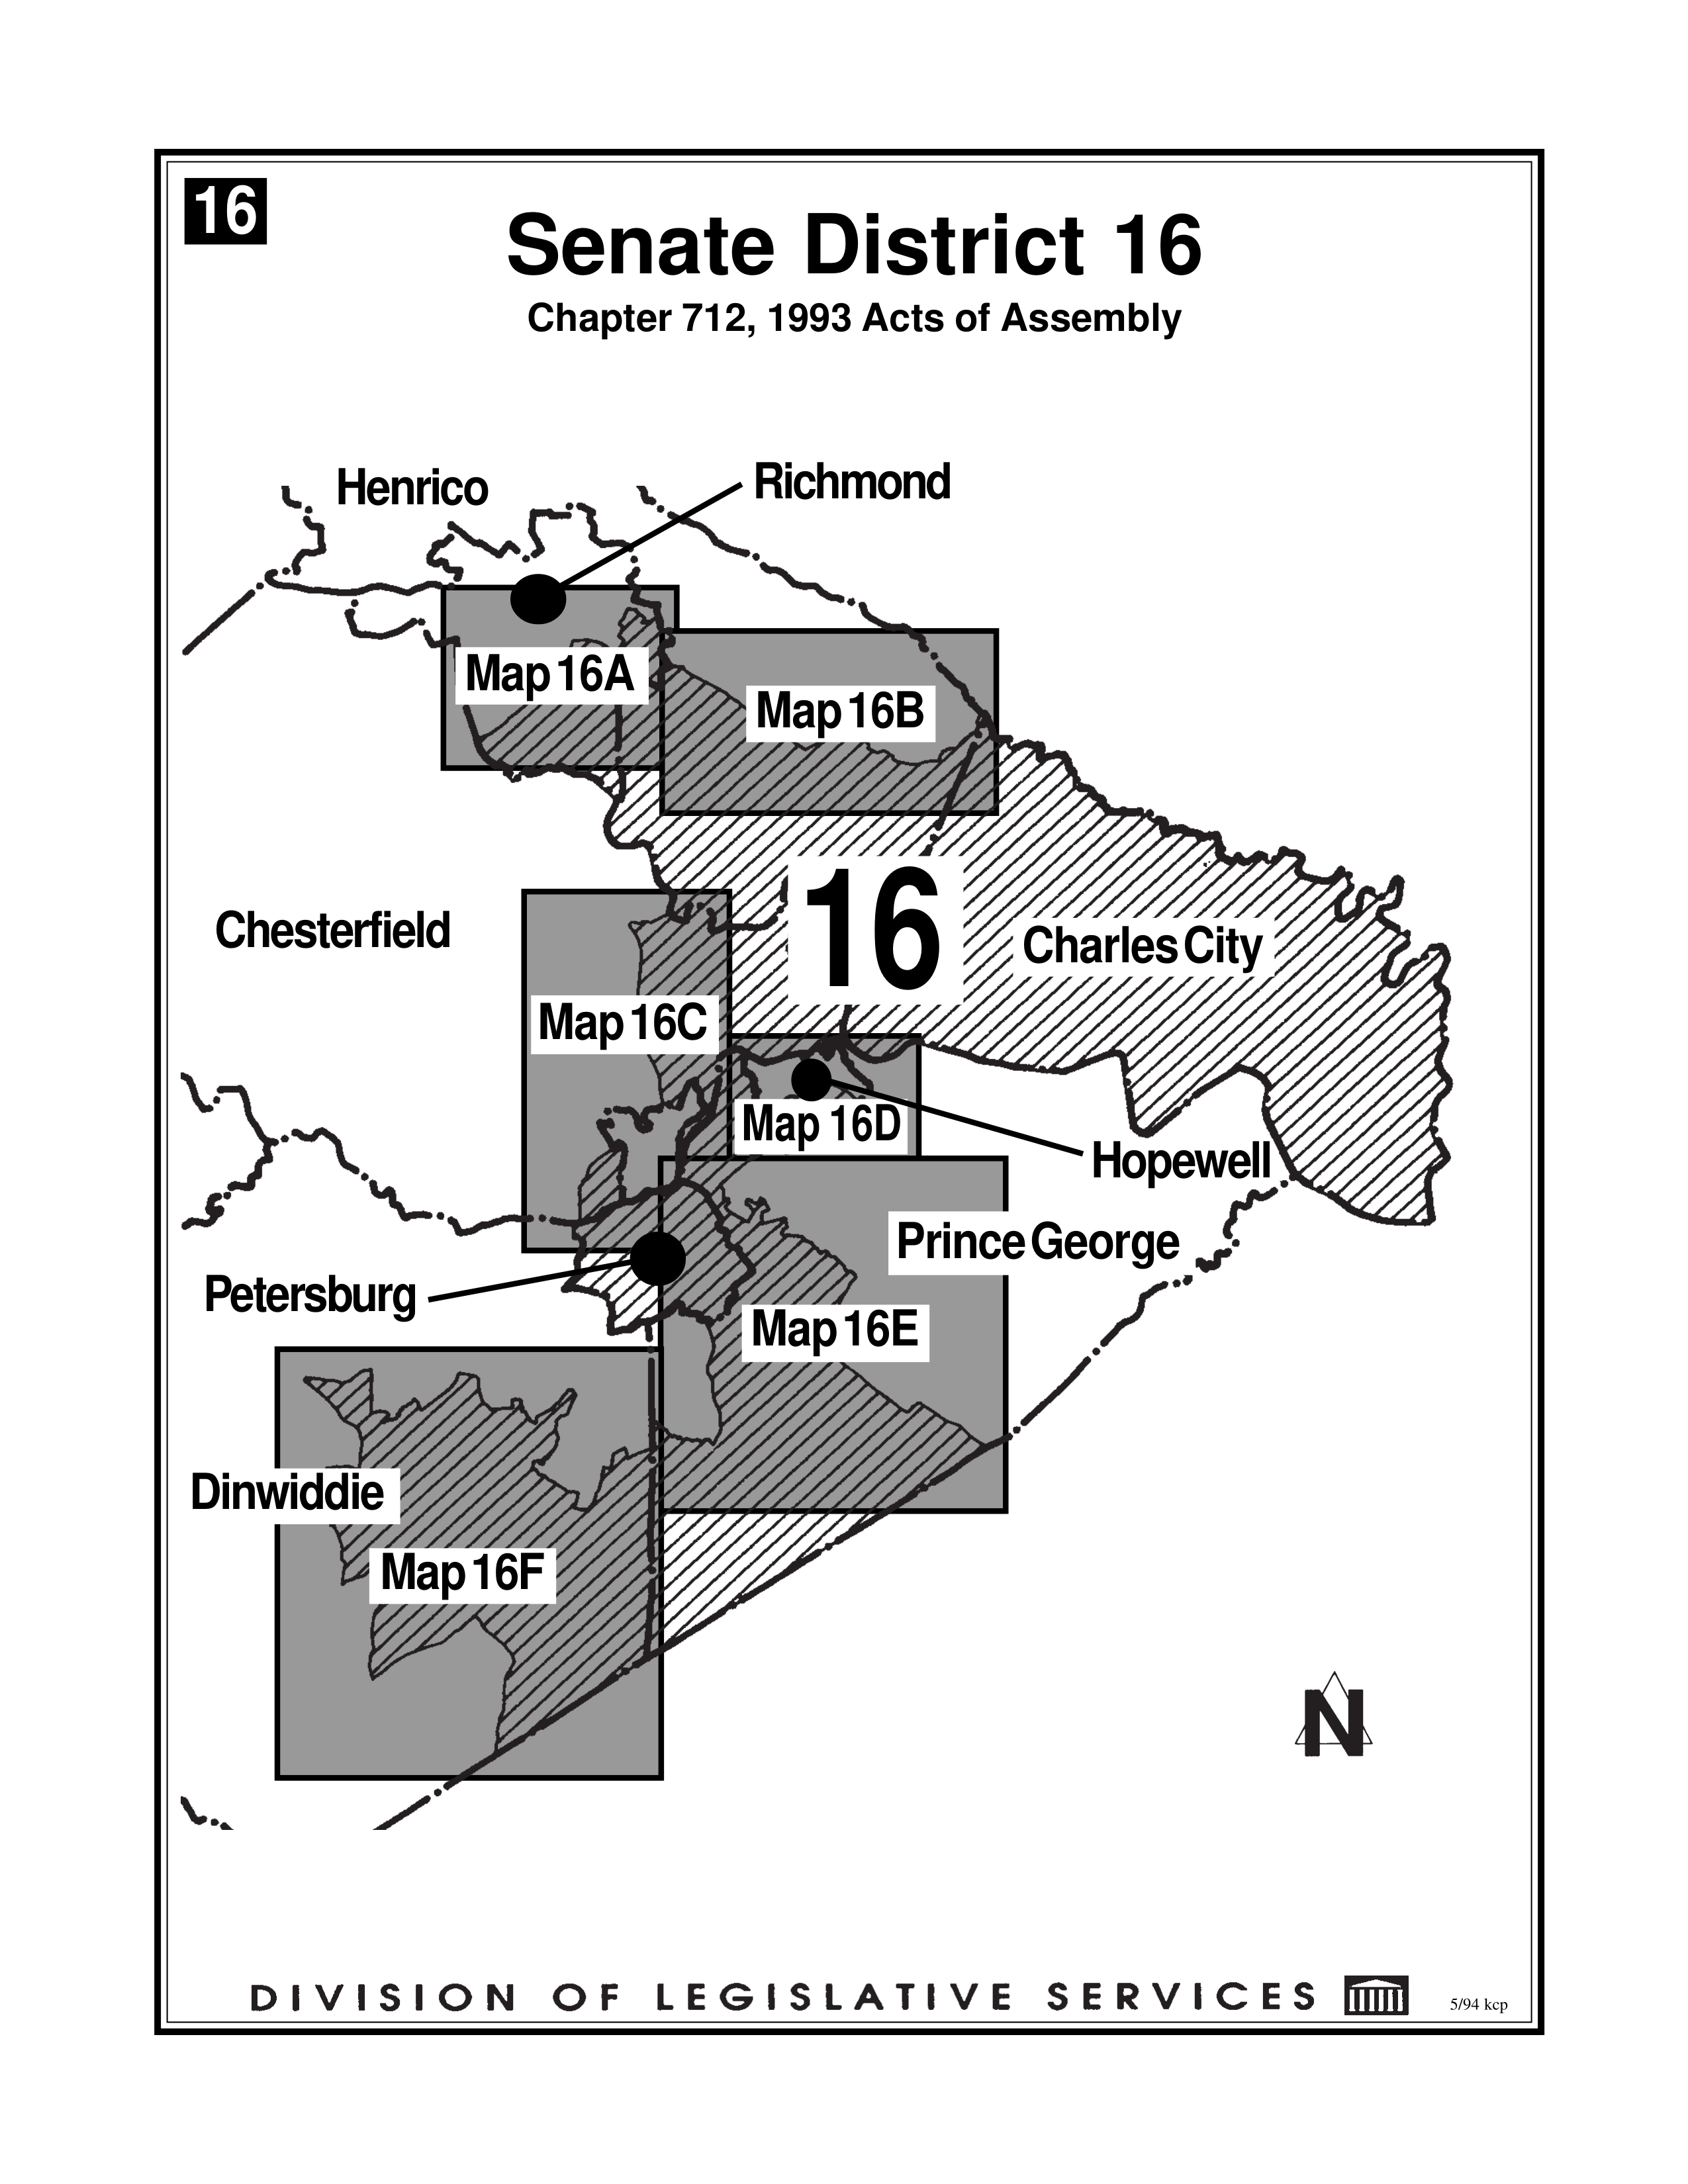 16
Senate District 16
Chapter 712, 1993 Acts of Assembly
Henrico
Richmond
Map 16A
Map 16B
16
Chesterfield
Charles City
Map 16C
Map 16D
Hopewell
Prince George
Petersburg
Map 16E
Dinwiddie
Map 16F
N
DIVISION OF LEGISLATIVE SERVICES
5/94 kcp